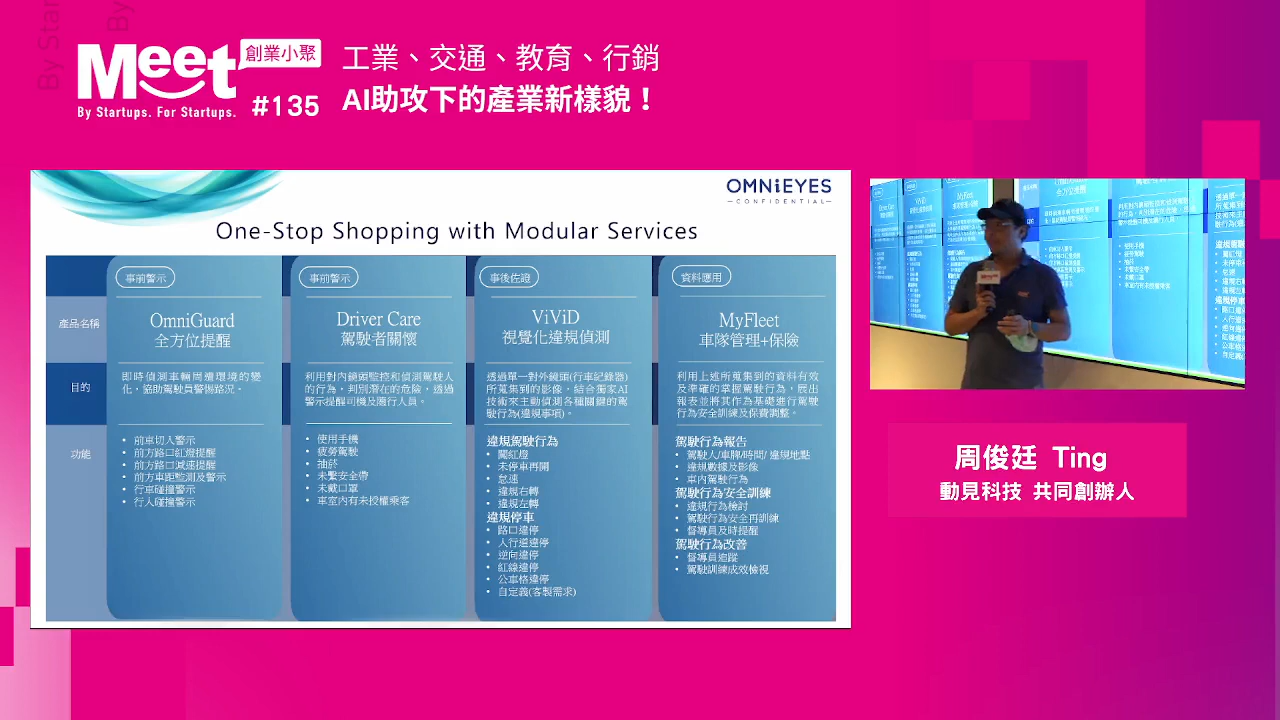 By Star
By
Meet
創業小聚
By Startups. For Startups.
#135
工業、交通、教育、行銷
AI助攻下的產業新樣貌！
OMNiEYES
CONFIDENTIAL
One-Stop Shopping with Modular Services
產品名稱
目的
功能
事前警示
OmniGuard
全方位提醒
即時偵測車輛周遭環境的變
化，協助駕駛員警惕路況。
• 前車切入警示
• 前方路口紅燈提醒
• 前方路口減速提醒
• 前方車距監測及警示
• 行車碰撞警示
• 行人碰撞警示
事前警示
Driver Care
駕駛者關懷
利用對內鏡頭監控和偵測駕駛人
的行為，判別潛在的危險，透過
警示提醒司機及隨行人員。
• 使用手機
• 疲勞駕駛
• 抽菸
• 未繫安全帶
• 未戴口罩
• 車室內有未授權乘客
事後佐證
ViViD
視覺化違規偵測
透過單一對外鏡頭(行車記錄器)
所蒐集到的影像，結合獨家AI
技術來主動偵測各種關鍵的駕
駛行為(違規事項)。
違規駕駛行為
• 闖紅燈
• 未停車再開
• 怠速
• 違規右轉
• 違規左轉
違規停車
• 路口違停
• 人行道違停
• 逆向違停
• 紅線違停
• 公車格違停
• 自定義(客製需求)
資料應用
MyFleet
車隊管理+保險
利用上述所蒐集到的資料有效
及準確的掌握駕駛行為，展出
報表並將其作為基礎進行駕駛
行為安全訓練及保費調整。
駕駛行為報告
• 駕駛人/車牌/時間/ 違規地點
• 違規數據及影像
• 車內駕駛行為
駕駛行為安全訓練
• 違規行為檢討
• 駕駛行為安全再訓練
• 督導員及時提醒
駕駛行為改善
• 督導員追蹤
• 駕駛訓練成效檢視
周俊廷 Ting
動見科技 共同創辦人